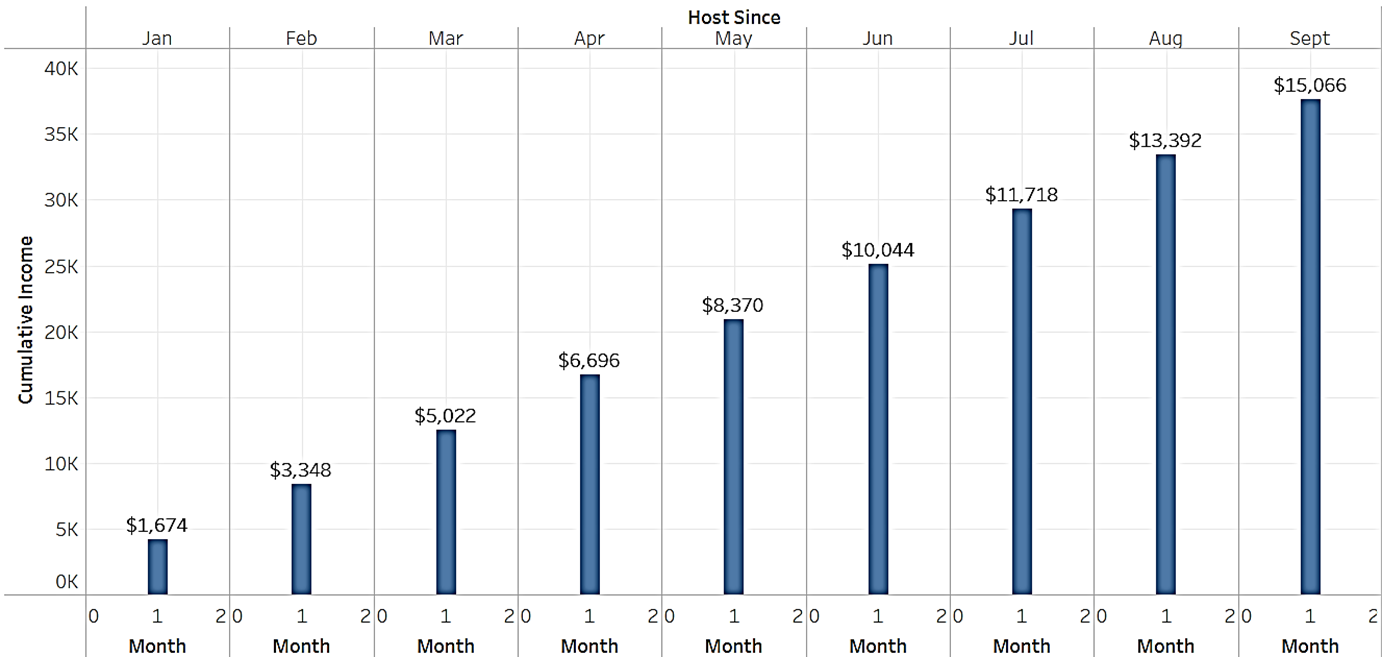 Host Since
Jan Feb Mar Apr May Jun Jul Aug Sept
40K
$15,066
35K
$13,392
30K
$11,718
25K
$10,044
20K
$8,370
15K
$6,696
10K
$5,022
$3,348
5K
$1,674
0K
Cumulative Income
0 1 2 0 1 2 0 1 2 0 1 2 0 1 2 0 1 2 0 1 2 0 1 2 0 1 2
Month Month Month Month Month Month Month Month Month